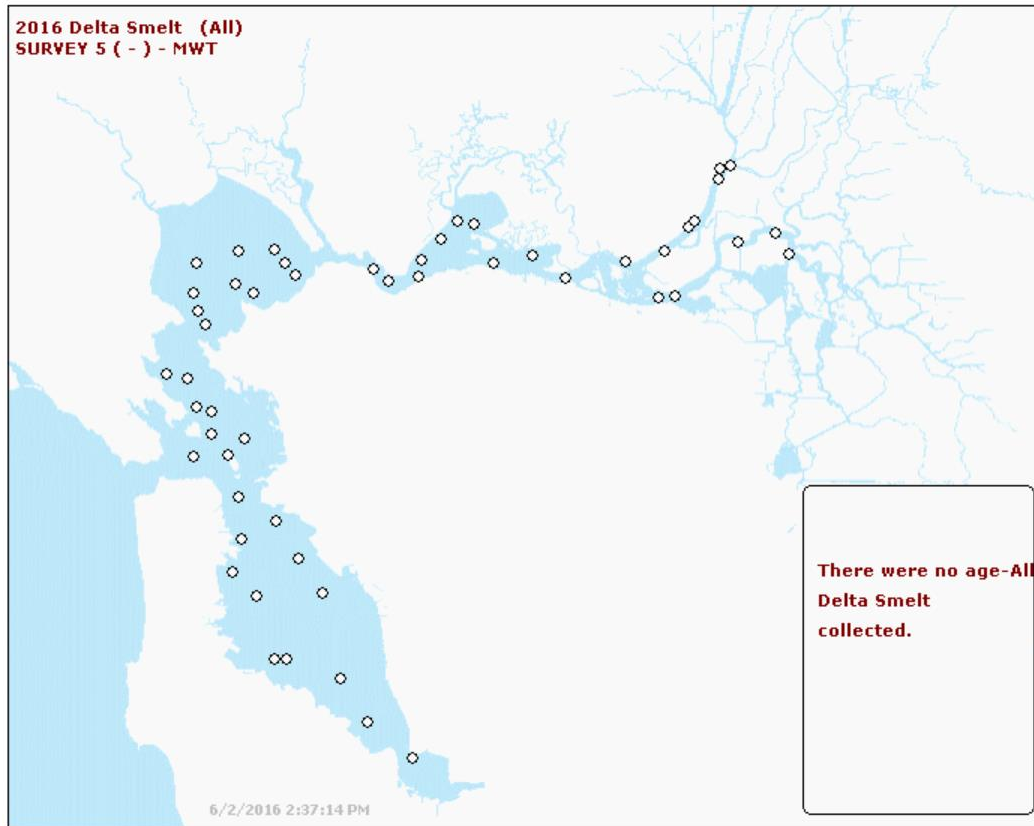 2016 Delta Smelt (All)
SURVEY 5 ( - ) - MWT
There were no age-All
Delta Smelt
collected.
6/2/2016 2:37:14 PM